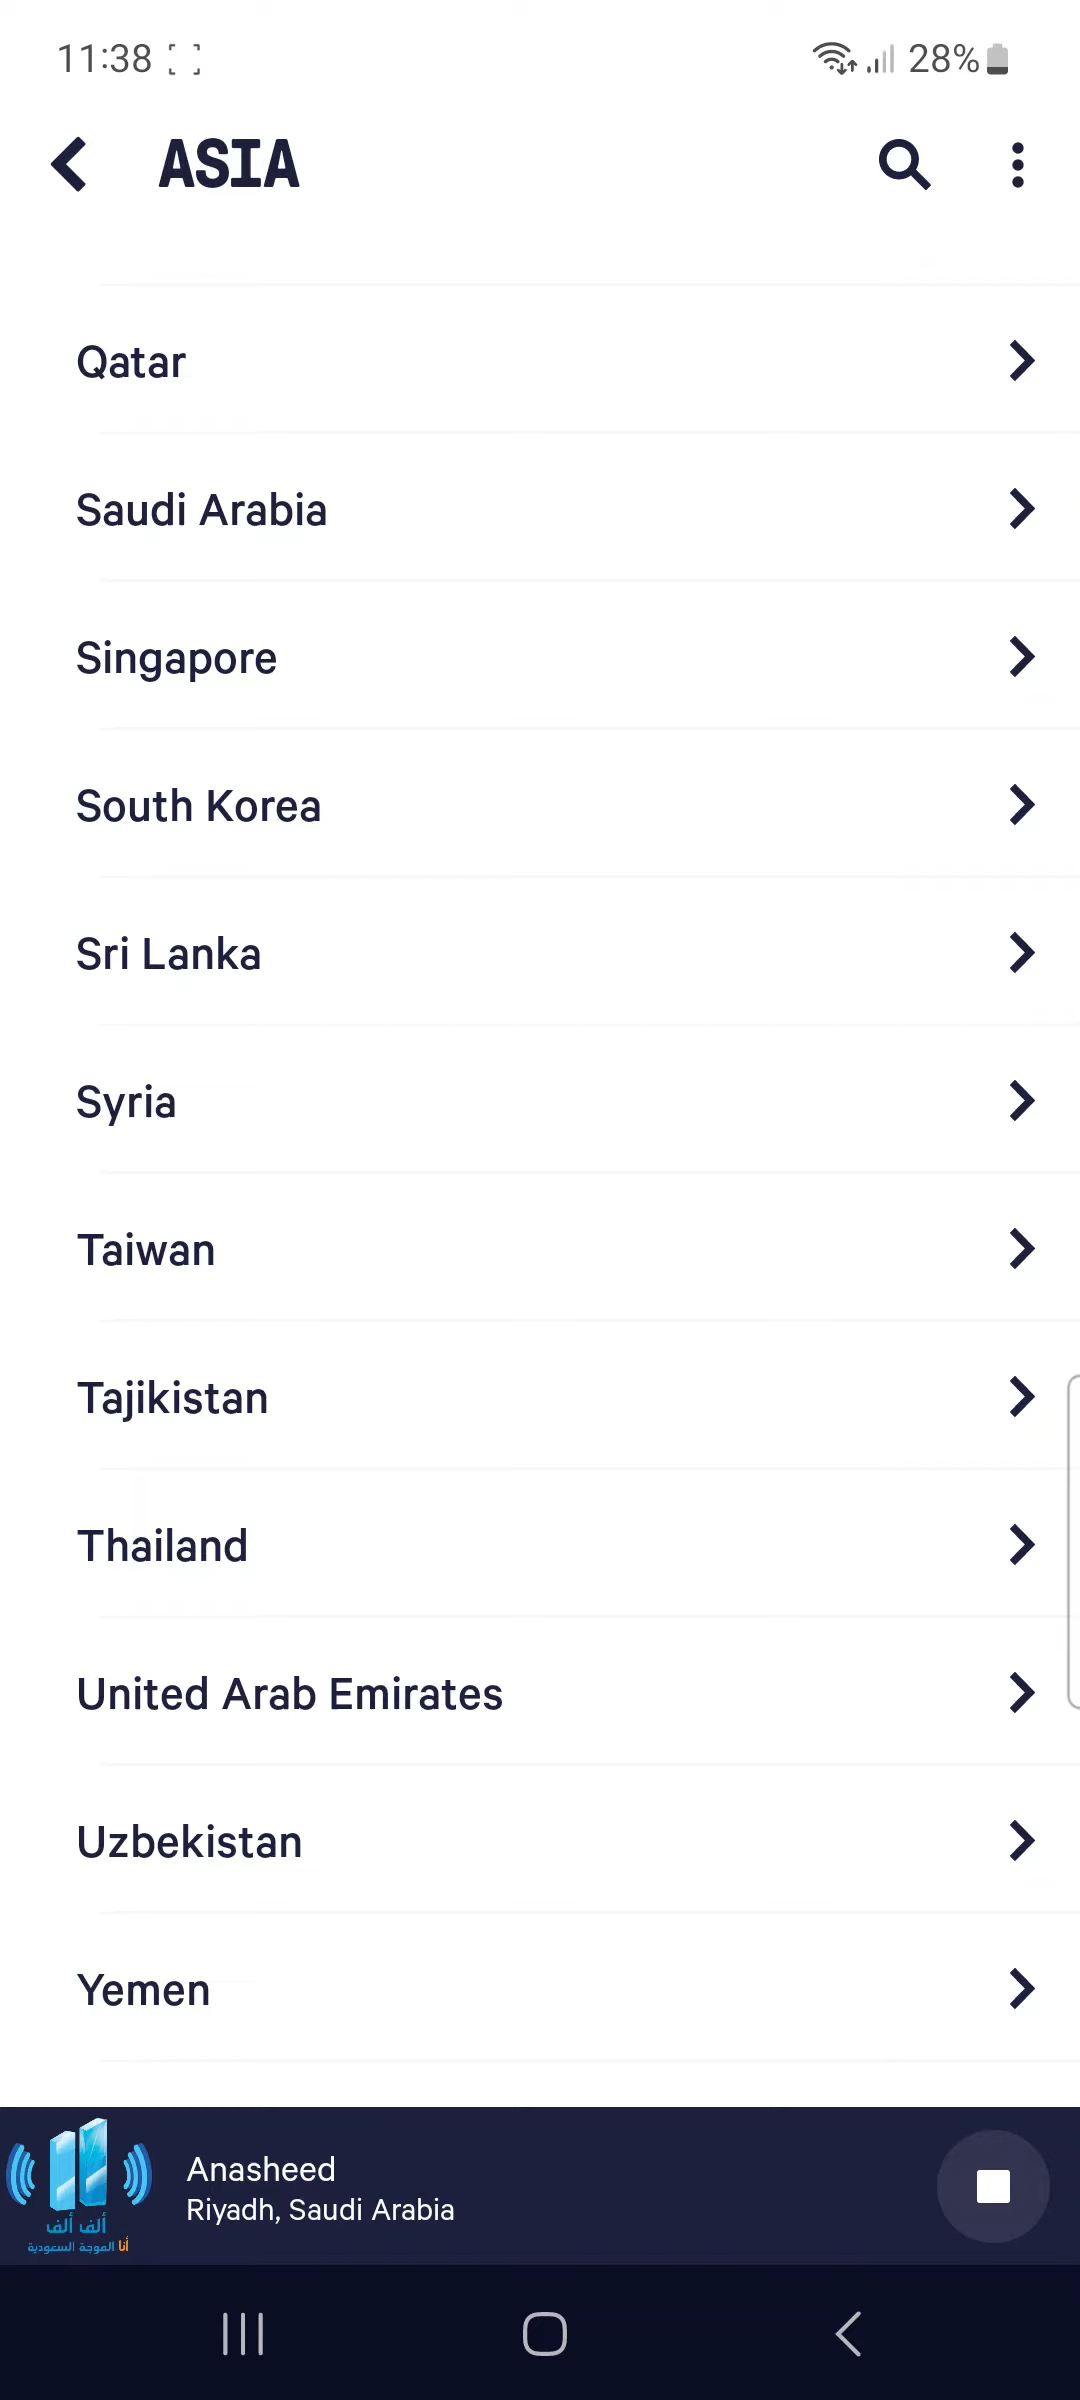 11:38
28%
ASIA
Qatar
Saudi Arabia
Singapore
South Korea
Sri Lanka
Syria
Taiwan
Tajikistan
Thailand
United Arab Emirates
Uzbekistan
Yemen
Anasheed
Riyadh, Saudi Arabia
ألف ألف
أنا الموجة السعودية